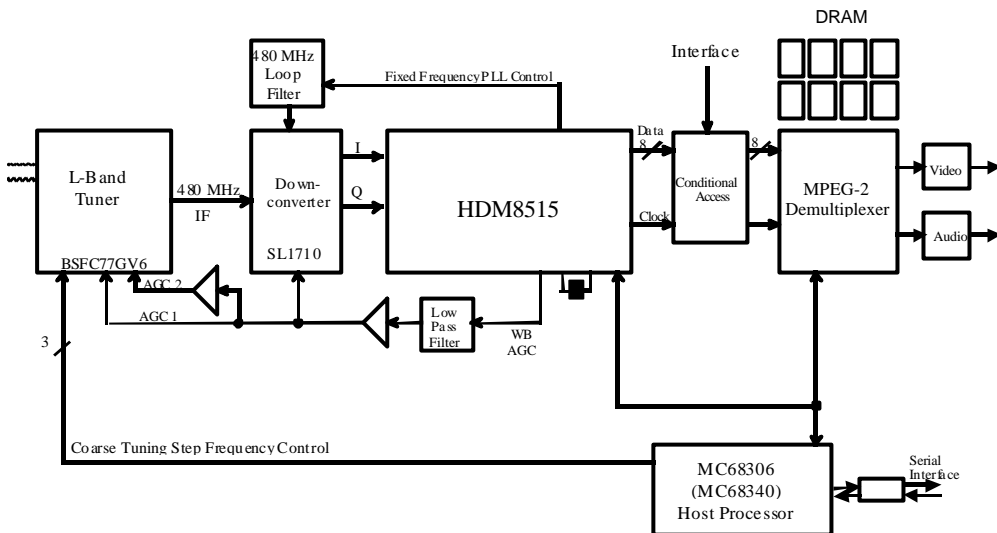 DRAM
480 MHz
Loop
Filter
Fixed Frequency PLL Control
Interface
L-Band
Tuner
BSFC77GV6
480 MHz
IF
Down-
converter
SL1710
I
Q
HDM8515
Data
8
Clock
Conditional
Access
8
MPEG-2
Demultiplexer
Video
Audio
AGC 2
AGC 1
Low
Pass
Filter
WB
AGC
3
Coarse Tuning Step Frequency Control
MC68306
(MC68340)
Host Processor
Serial
Interface